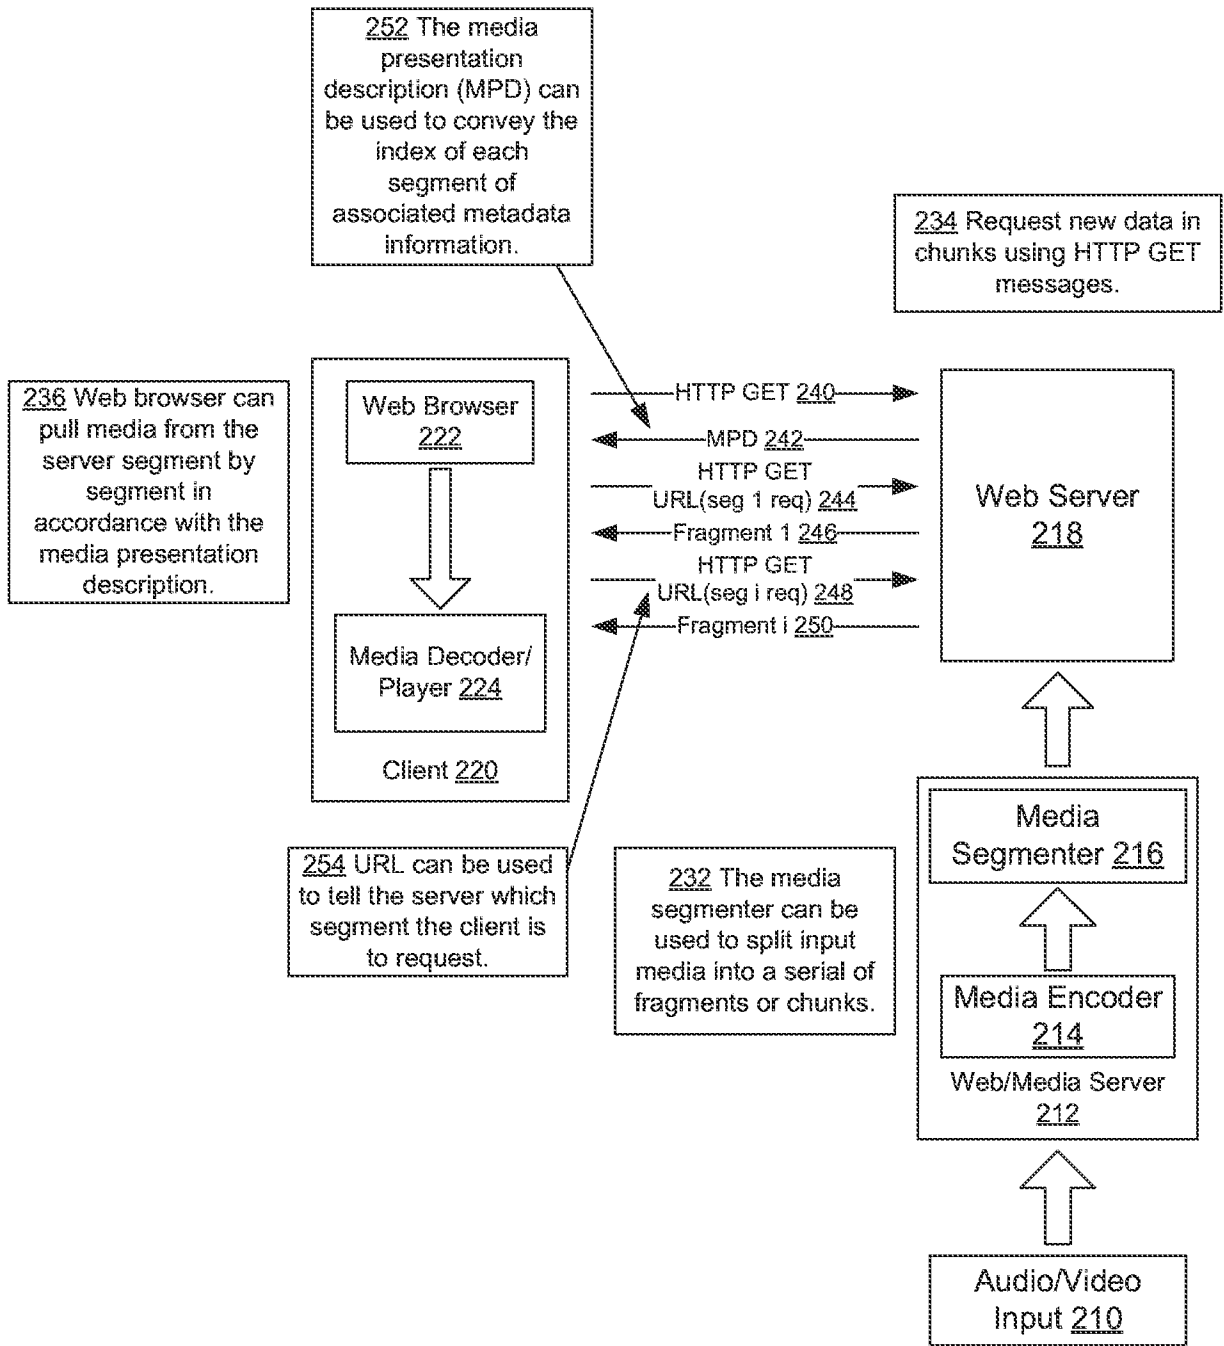 252 The media
presentation
description (MPD) can
be used to convey the
index of each
segment of
associated metadata
information.
234 Request new data in
chunks using HTTP GET
messages.
236 Web browser can
pull media from the
server segment by
segment in
accordance with the
media presentation
description.
Web Browser
222
Media Decoder/
Player 224
Client 220
HTTP GET 240
MPD 242
HTTP GET
URL(seg 1 req) 244
Fragment 1 246
HTTP GET
URL(seg i req) 248
Fragment i 250
Web Server
218
254 URL can be used
to tell the server which
segment the client is
to request.
232 The media
segmenter can be
used to split input
media into a serial of
fragments or chunks.
Media
Segmenter 216
Media Encoder
214
Web/Media Server
212
Audio/Video
Input 210